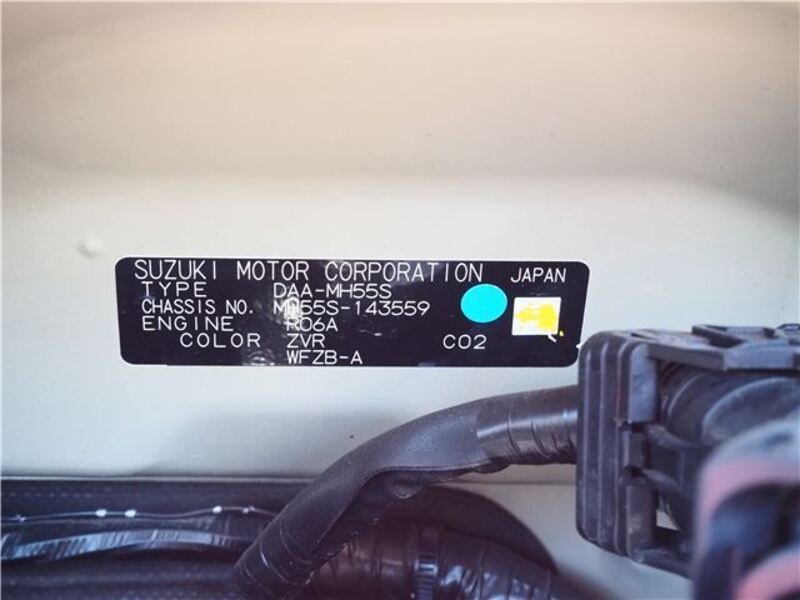 SUZUKI MOTOR CORPORATION JAPAN
TYPE DAA-MH55S
CHASSIS NO. MH55S-143559
ENGINE R06A
COLOR ZVR C02
WFZB-A